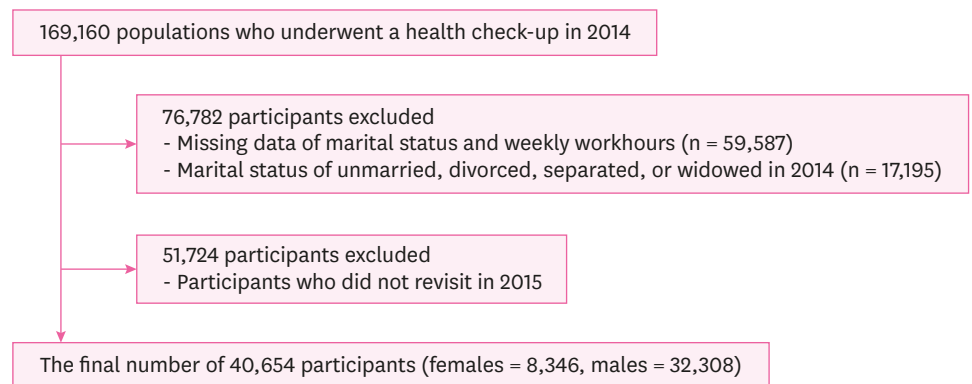 169,160 populations who underwent a health check-up in 2014
76,782 participants excluded
- Missing data of marital status and weekly workhours (n = 59,587)
- Marital status of unmarried, divorced, separated, or widowed in 2014 (n = 17,195)
51,724 participants excluded
- Participants who did not revisit in 2015
The final number of 40,654 participants (females = 8,346, males = 32,308)